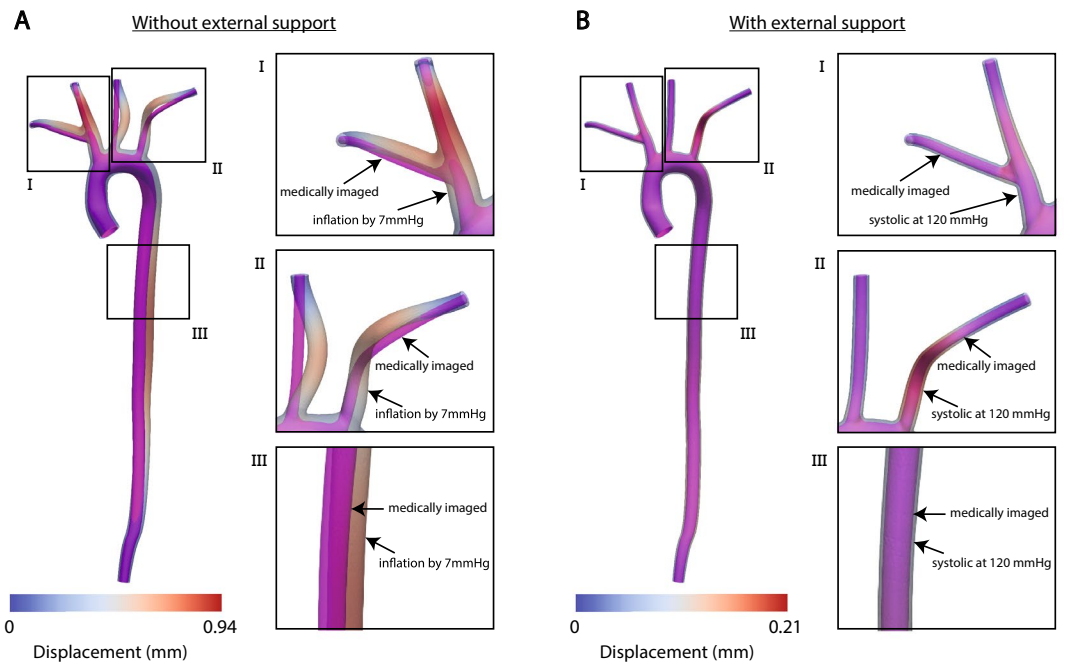 A
Without external support
I
II
III
I
medically imaged
inflation by 7mmHg
II
medically imaged
inflation by 7mmHg
III
medically imaged
inflation by 7mmHg
0
0.94
Displacement (mm)
B
With external support
I
II
III
I
medically imaged
systolic at 120 mmHg
II
medically imaged
systolic at 120 mmHg
III
medically imaged
systolic at 120 mmHg
0
0.21
Displacement (mm)